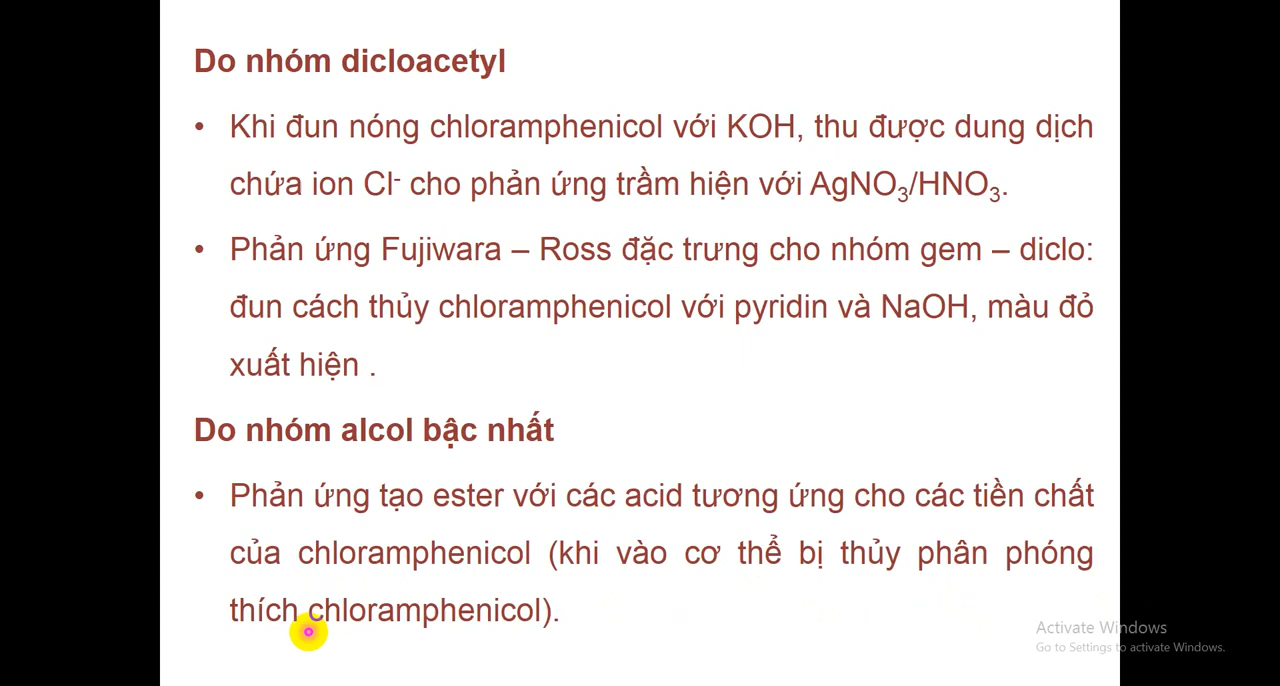 Do nhóm dicloacetyl
• Khi đun nóng chloramphenicol với KOH, thu được dung dịch
chứa ion Cl⁻ cho phản ứng trầm hiện với AgNO₃/HNO₃.
• Phản ứng Fujiwara – Ross đặc trưng cho nhóm gem – diclo:
đun cách thủy chloramphenicol với pyridin và NaOH, màu đỏ
xuất hiện .
Do nhóm alcol bậc nhất
• Phản ứng tạo ester với các acid tương ứng cho các tiền chất
của chloramphenicol (khi vào cơ thể bị thủy phân phóng
thích chloramphenicol).
Activate Windows
Go to Settings to activate Windows.